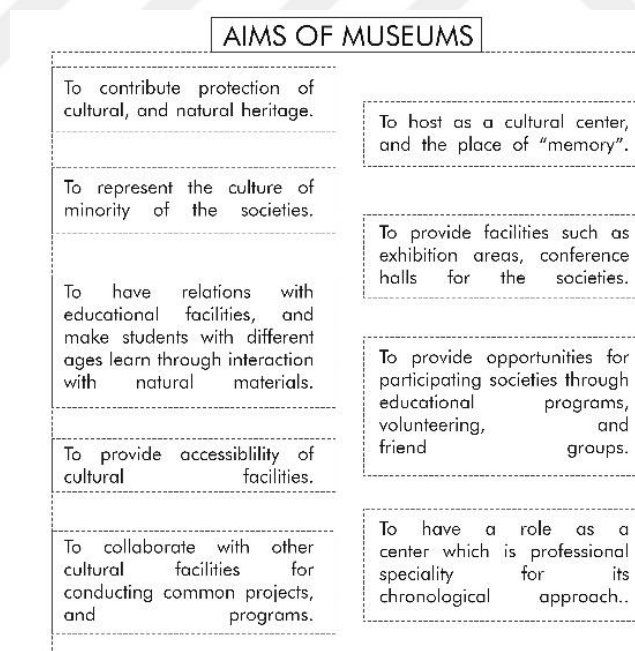 AIMS OF MUSEUMS
To contribute protection of
cultural, and natural heritage.
To represent the culture of
minority of the societies.
To have relations with
educational facilities, and
make students with different
ages learn through interaction
with natural materials.
To provide accessiblility of
cultural facilities.
To collaborate with other
cultural facilities for
conducting common projects,
and programs.
To host as a cultural center,
and the place of “memory”.
To provide facilities such as
exhibition areas, conference
halls for the societies.
To provide opportunities for
participating societies through
educational programs,
volunteering, and
friend groups.
To have a role as a
center which is professional
speciality for its
chronological approach..